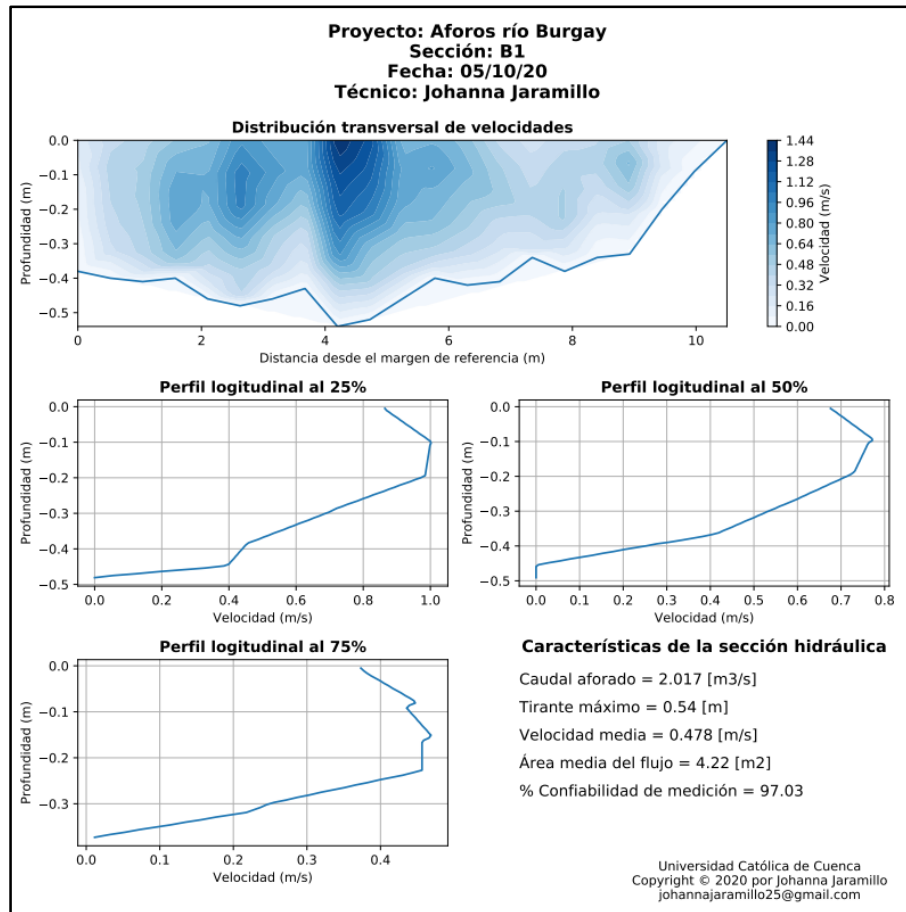 Proyecto: Aforos río Burgay
Sección: B1
Fecha: 05/10/20
Técnico: Johanna Jaramillo
Distribución transversal de velocidades
0.0
−0.1
−0.2
−0.3
−0.4
−0.5
Profundidad (m)
0 2 4 6 8 10
Distancia desde el margen de referencia (m)
1.44
1.28
1.12
0.96
0.80
0.64
0.48
0.32
0.16
0.00
Velocidad (m/s)
Perfil logitudinal al 25%
0.0
−0.1
−0.2
−0.3
−0.4
−0.5
Profundidad (m)
0.0 0.2 0.4 0.6 0.8 1.0
Velocidad (m/s)
Perfil logitudinal al 50%
0.0
−0.1
−0.2
−0.3
−0.4
−0.5
Profundidad (m)
0.0 0.1 0.2 0.3 0.4 0.5 0.6 0.7 0.8
Velocidad (m/s)
Perfil logitudinal al 75%
0.0
−0.1
−0.2
−0.3
Profundidad (m)
0.0 0.1 0.2 0.3 0.4
Velocidad (m/s)
Características de la sección hidráulica
Caudal aforado = 2.017 [m3/s]
Tirante máximo = 0.54 [m]
Velocidad media = 0.478 [m/s]
Área media del flujo = 4.22 [m2]
% Confiabilidad de medición = 97.03
Universidad Católica de Cuenca
Copyright © 2020 por Johanna Jaramillo
johannajaramillo25@gmail.com